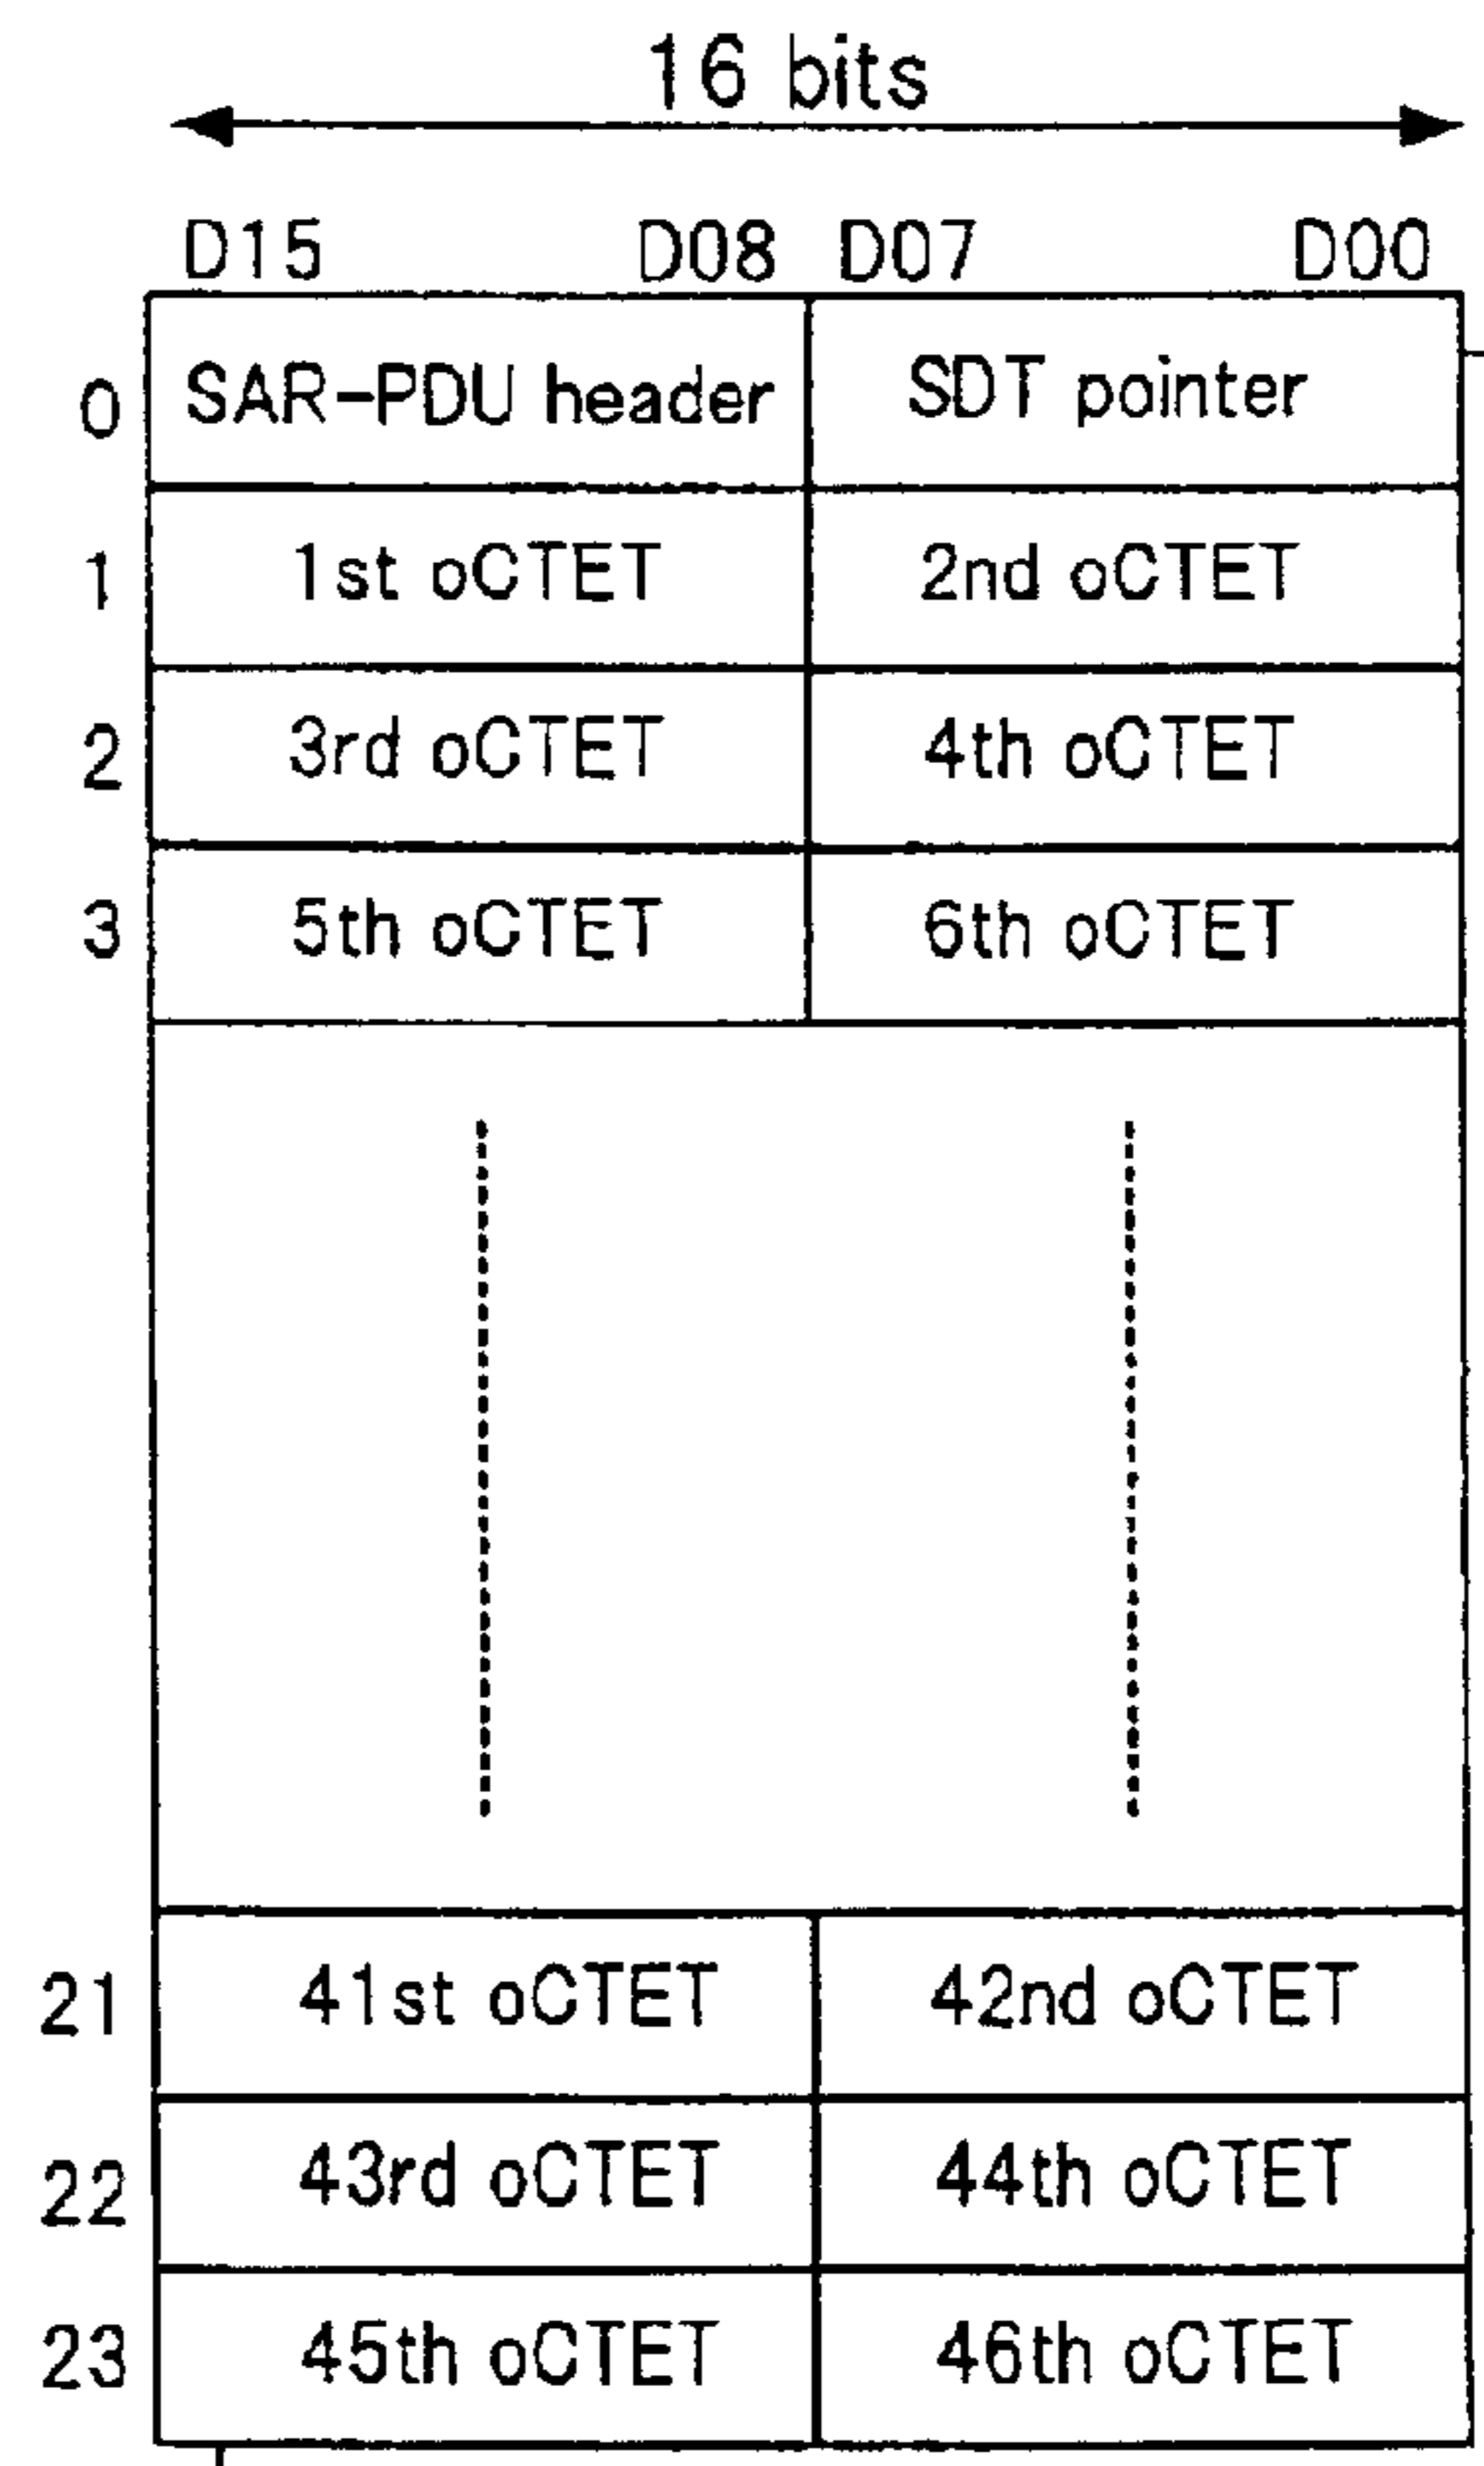 16 bits
D15 D08 D07 D00
0 SAR-PDU header SDT pointer
1 1st oCTET 2nd oCTET
2 3rd oCTET 4th oCTET
3 5th oCTET 6th oCTET
21 41st oCTET 42nd oCTET
22 43rd oCTET 44th oCTET
23 45th oCTET 46th oCTET